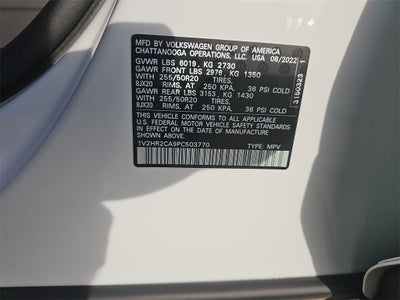 MFD BY VOLKSWAGEN GROUP OF AMERICA
CHATTANOOGA OPERATIONS, LLC. USA 08/2022
GVWR LBS 6019, KG 2730
GAWR FRONT LBS 2976, KG 1350
WITH 255/50R20 TIRES,
8JX20 RIMS, AT 250 KPA, 36 PSI COLD
GAWR REAR LBS 3153, KG 1430
WITH 255/50R20 TIRES,
8JX20 RIMS, AT 250 KPA, 36 PSI COLD
THIS VEHICLE CONFORMS TO ALL APPLICABLE
U.S. FEDERAL MOTOR VEHICLE SAFETY STANDARDS IN
EFFECT ON THE DATE OF MANUFACTURE SHOWN ABOVE.
1V2HR2CA9PC503770 TYPE: MPV
3150323 1